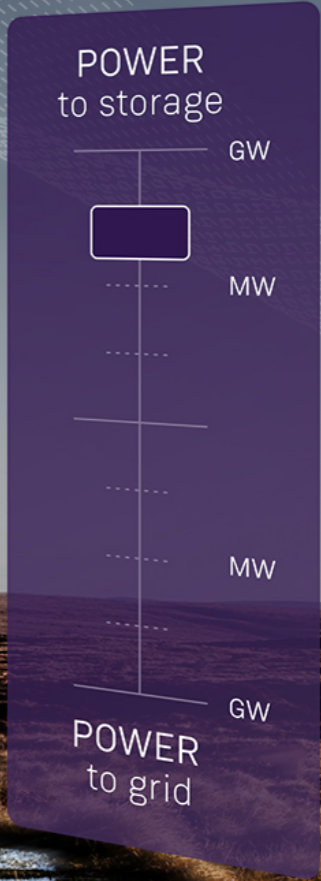 POWER
to storage
GW
MW
MW
GW
POWER
to grid